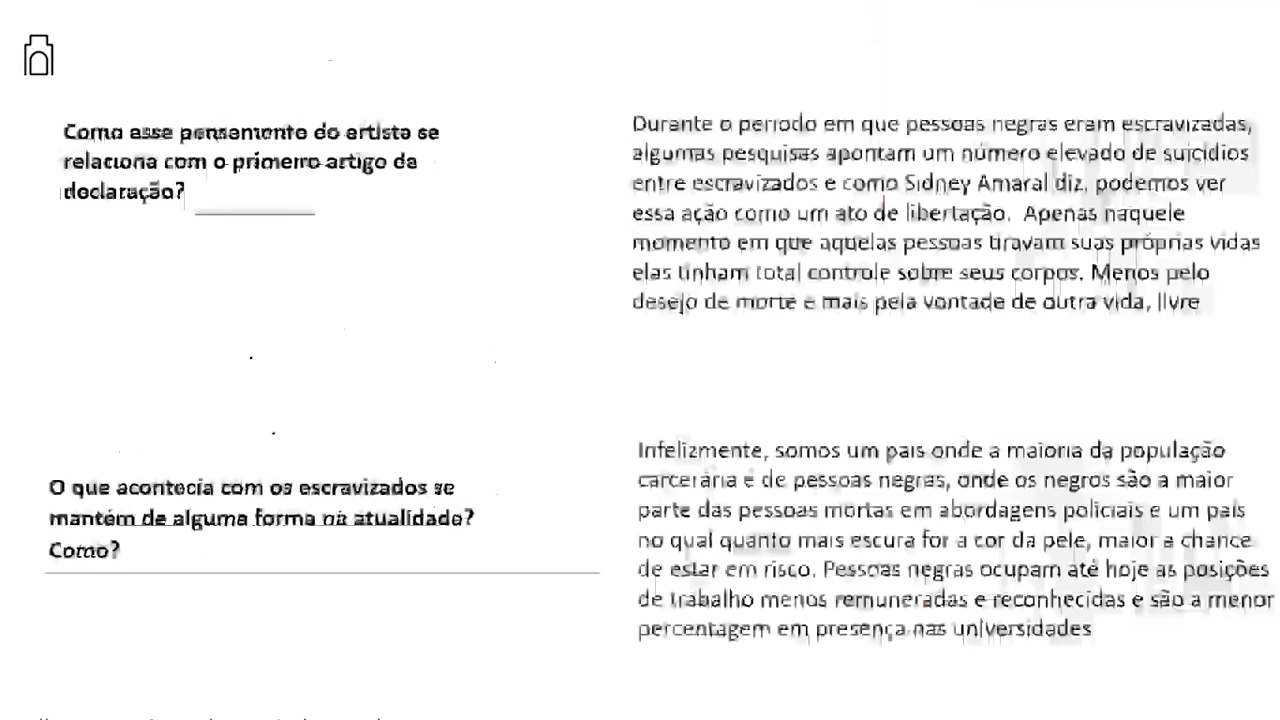 Como esse pensamento do artista se
relaciona com o primeiro artigo da
declaração?
Durante o período em que pessoas negras eram escravizadas,
algumas pesquisas apontam um número elevado de suicídios
entre escravizados e como Sidney Amaral diz, podemos ver
essa ação como um ato de libertação. Apenas naquele
momento em que aquelas pessoas tiravam suas próprias vidas
elas tinham total controle sobre seus corpos. Menos pelo
desejo de morte e mais pela vontade de outra vida, livre
O que acontecia com os escravizados se
mantém de alguma forma na atualidade?
Como?
Infelizmente, somos um país onde a maioria da população
carcerária é de pessoas negras, onde os negros são a maior
parte das pessoas mortas em abordagens policiais e um país
no qual quanto mais escura for a cor da pele, maior a chance
de estar em risco. Pessoas negras ocupam até hoje as posições
de trabalho menos remuneradas e reconhecidas e são a menor
percentagem em presença nas universidades